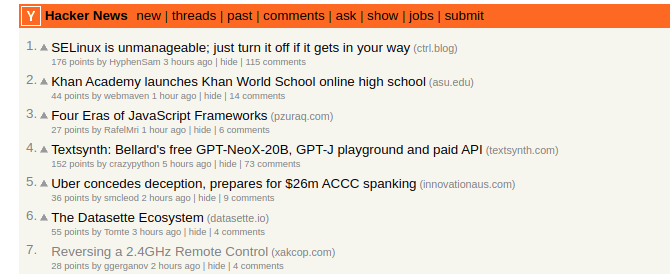 Y Hacker News new | threads | past | comments | ask | show | jobs | submit
1. ▲ SELinux is unmanageable; just turn it off if it gets in your way (ctrl.blog)
176 points by HyphenSam 3 hours ago | hide | 115 comments
2. ▲ Khan Academy launches Khan World School online high school (asu.edu)
44 points by webmaven 1 hour ago | hide | 14 comments
3. ▲ Four Eras of JavaScript Frameworks (pzuraq.com)
27 points by RafelMri 1 hour ago | hide | 6 comments
4. ▲ Textsynth: Bellard's free GPT-NeoX-20B, GPT-J playground and paid API (textsynth.com)
152 points by crazypython 5 hours ago | hide | 73 comments
5. ▲ Uber concedes deception, prepares for $26m ACCC spanking (innovationaus.com)
36 points by smcleod 2 hours ago | hide | 9 comments
6. ▲ The Datasette Ecosystem (datasette.io)
55 points by Tomte 3 hours ago | hide | 4 comments
7. Reversing a 2.4GHz Remote Control (xakcop.com)
28 points by ggerganov 2 hours ago | hide | 4 comments